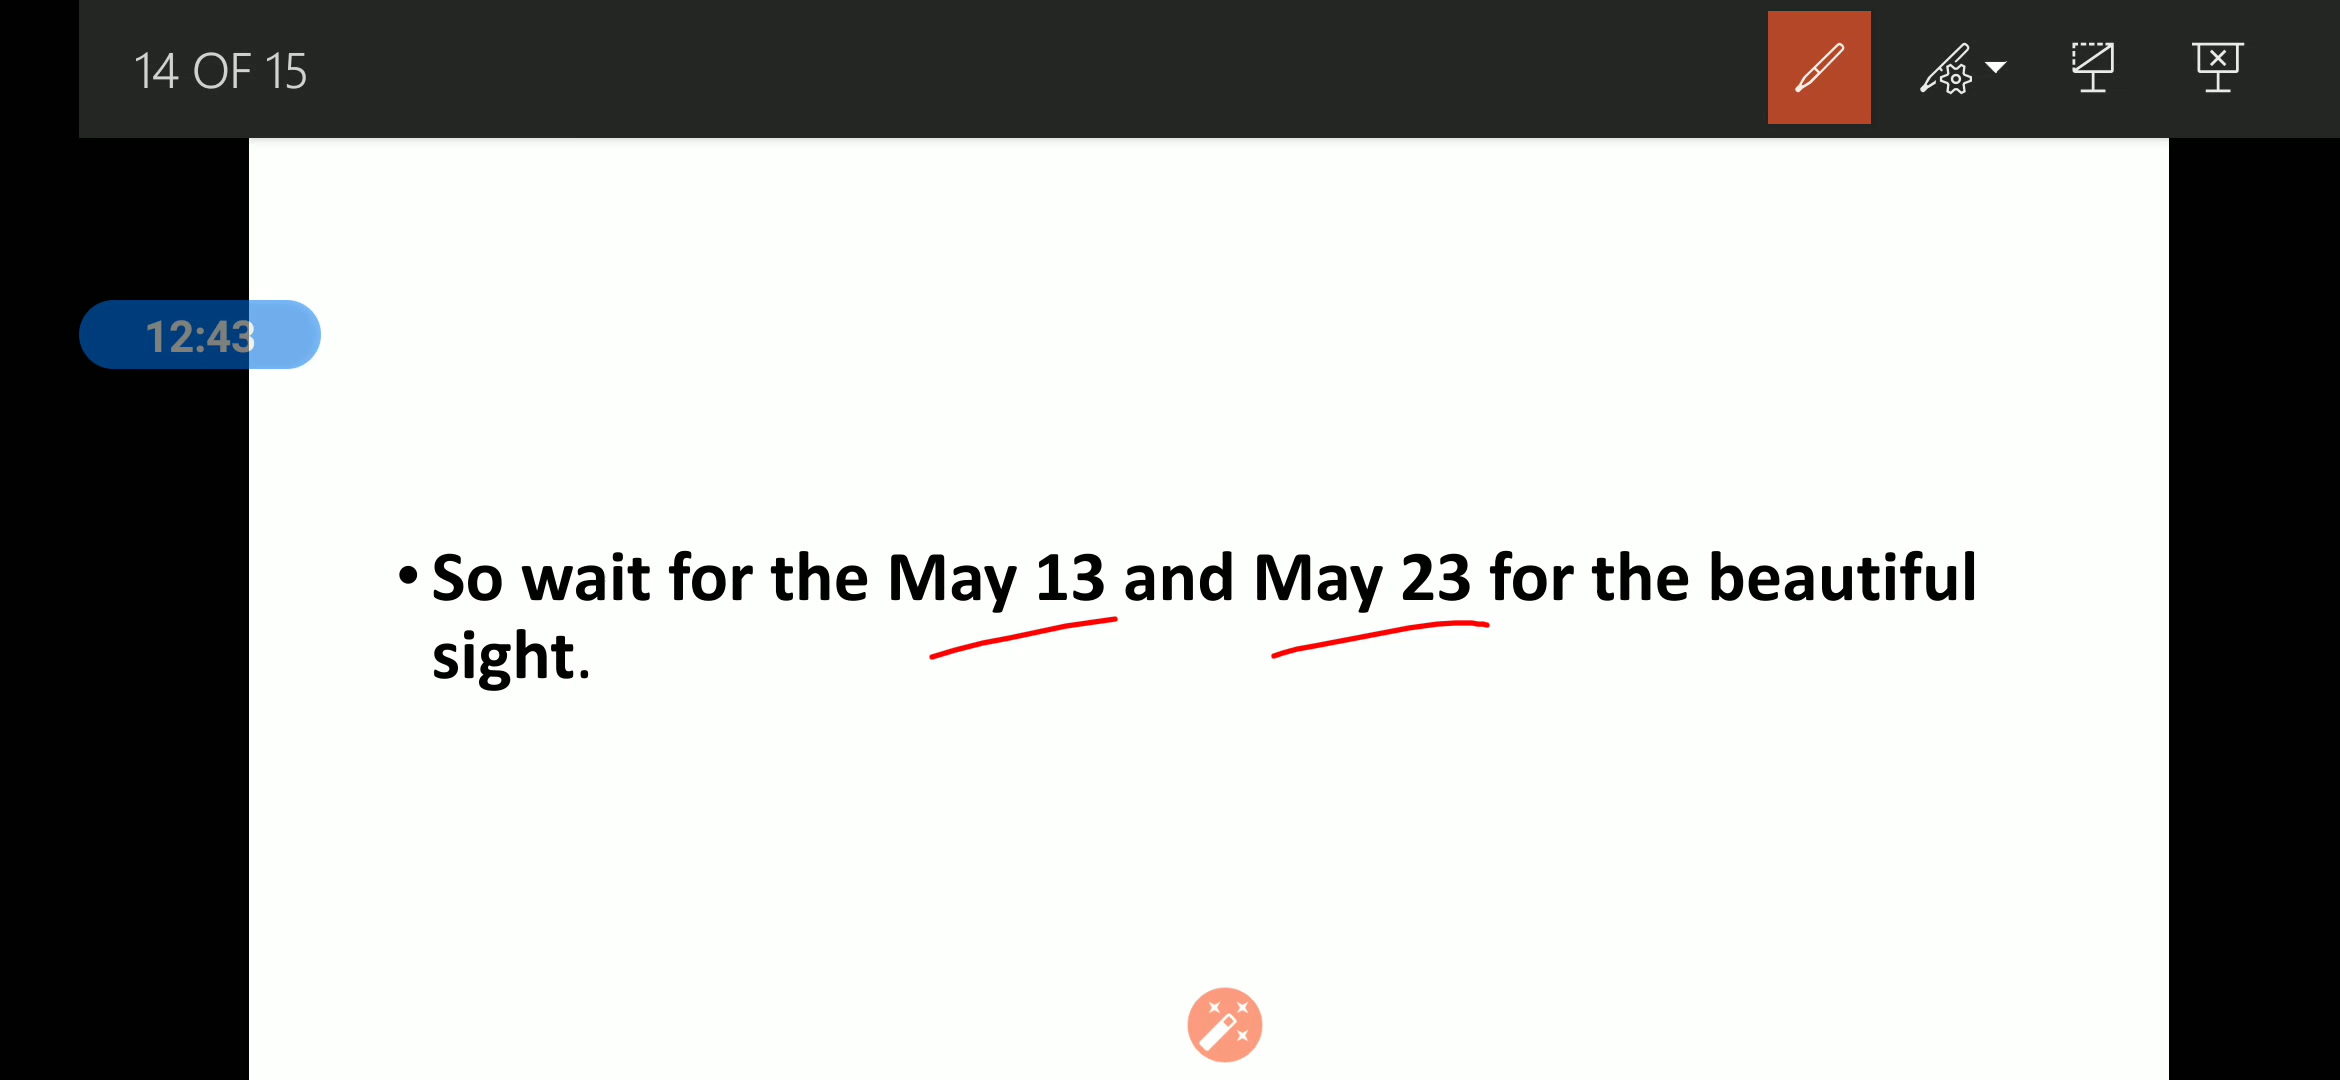 14 OF 15
12:43
• So wait for the May 13 and May 23 for the beautiful
sight.